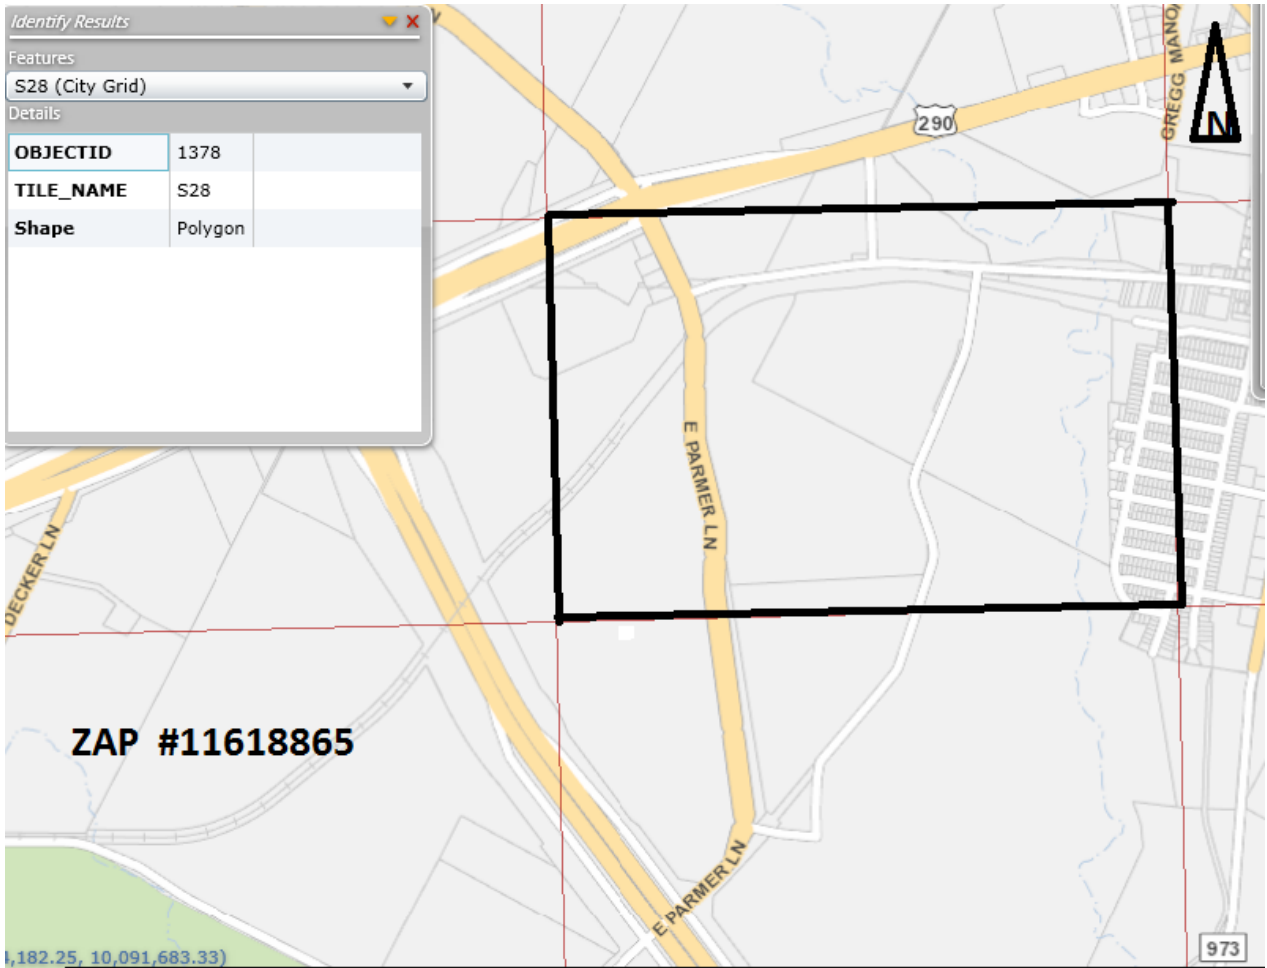 Identify Results
Features
S28 (City Grid)
Details
OBJECTID 1378
TILE_NAME S28
Shape Polygon
290
GREGG MANO
N
E PARMER LN
DECKER LN
ZAP #11618865
E PARMER LN
973
,182.25, 10,091,683.33)